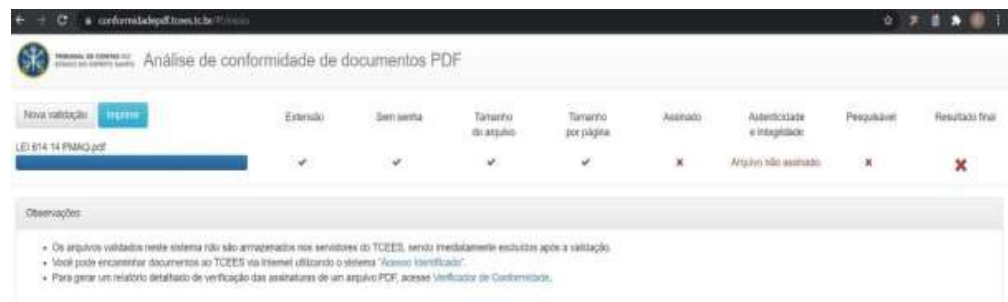 conformidadepdf.tcees.tc.br/#/inicio
TRIBUNAL DE CONTAS DO
ESTADO DO ESPÍRITO SANTO
Análise de conformidade de documentos PDF
Nova validação
Imprimir
Extensão
Sem senha
Tamanho
do arquivo
Tamanho
por página
Assinado
Autenticidade
e integridade
Pesquisável
Resultado final
LEI 614 14 PMAQ.pdf
Arquivo não assinado.
Observações
Os arquivos validados neste sistema não são armazenados nos servidores do TCEES, sendo imediatamente excluídos após a validação.
Você pode encaminhar documentos ao TCEES via Internet utilizando o sistema "Acesso Identificado".
Para gerar um relatório detalhado de verificação das assinaturas de um arquivo PDF, acesse Verificador de Conformidade.